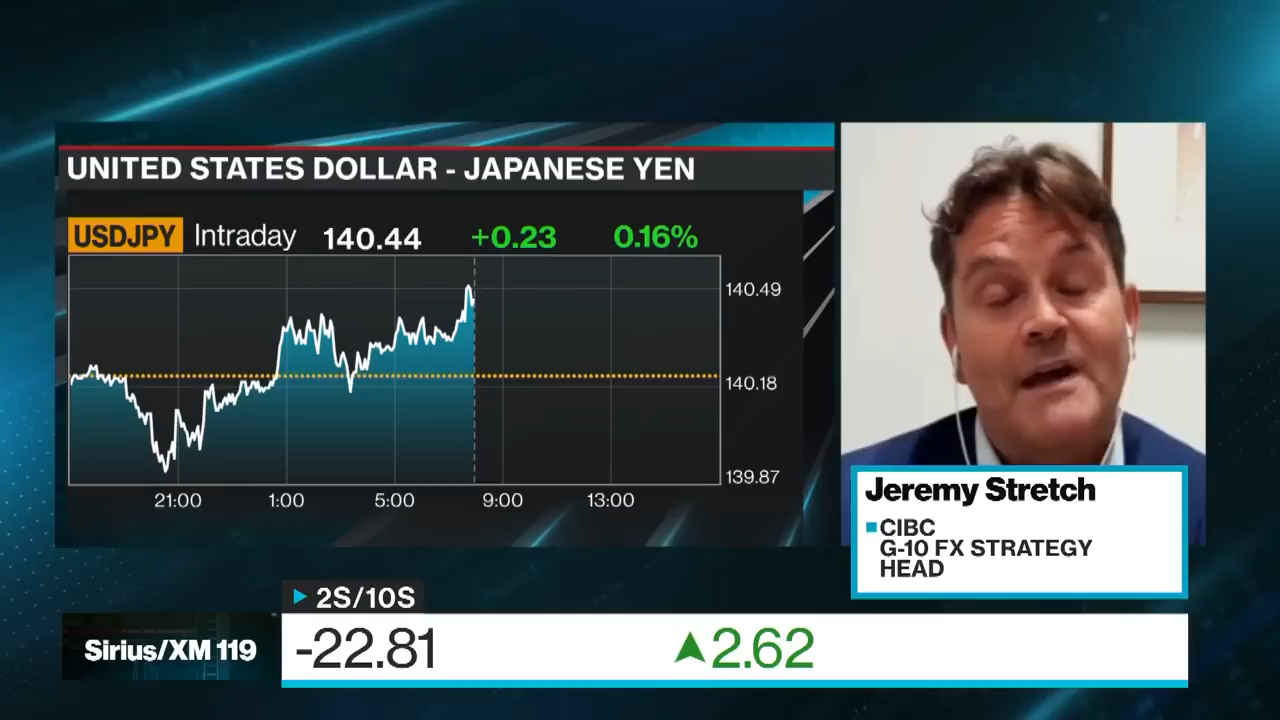 UNITED STATES DOLLAR - JAPANESE YEN
USDJPY Intraday 140.44 +0.23 0.16%
140.49
140.18
139.87
21:00 1:00 5:00 9:00 13:00
Jeremy Stretch
CIBC
G-10 FX STRATEGY
HEAD
2S/10S
Sirius/XM 119
-22.81 ▲2.62